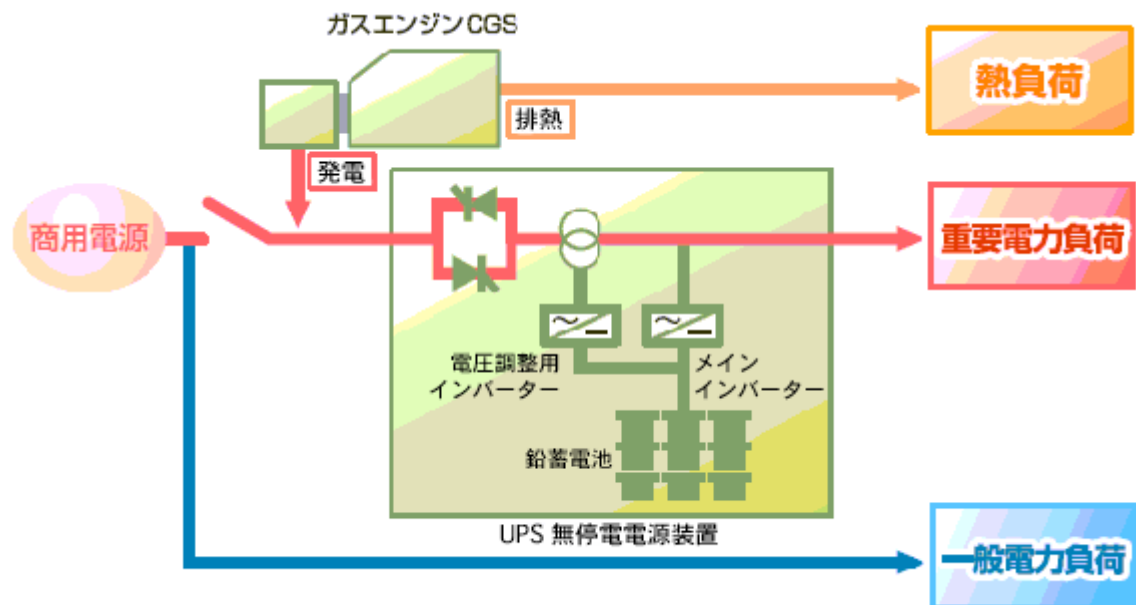 ガスエンジンCGS
熱負荷
排熱
発電
商用電源
重要電力負荷
電圧調整用
インバーター
メイン
インバーター
鉛蓄電池
UPS 無停電電源装置
一般電力負荷